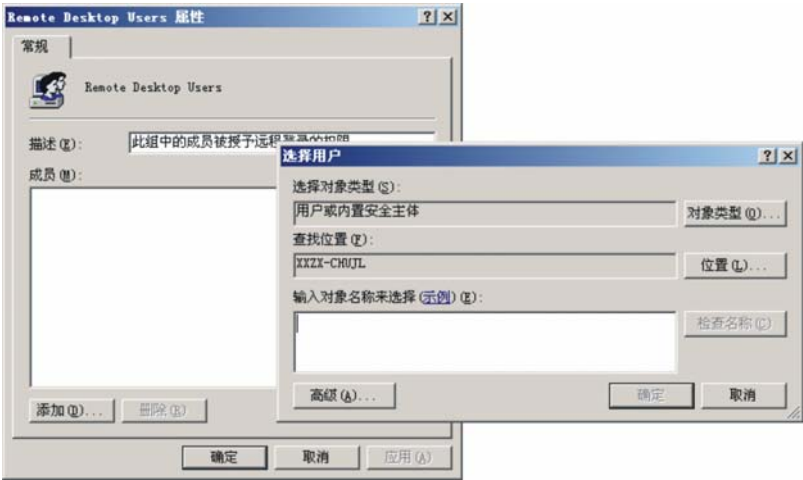 Remote Desktop Users 属性
常规
Remote Desktop Users
描述(E):
此组中的成员被授予远程登录的权限
成员(M):
添加(D)...
删除(R)
确定
取消
应用(A)
选择用户
选择对象类型(S):
用户或内置安全主体
对象类型(O)...
查找位置(F):
XXZX-CHUJL
位置(L)...
输入对象名称来选择(示例)(E):
检查名称(C)
高级(A)...
确定
取消